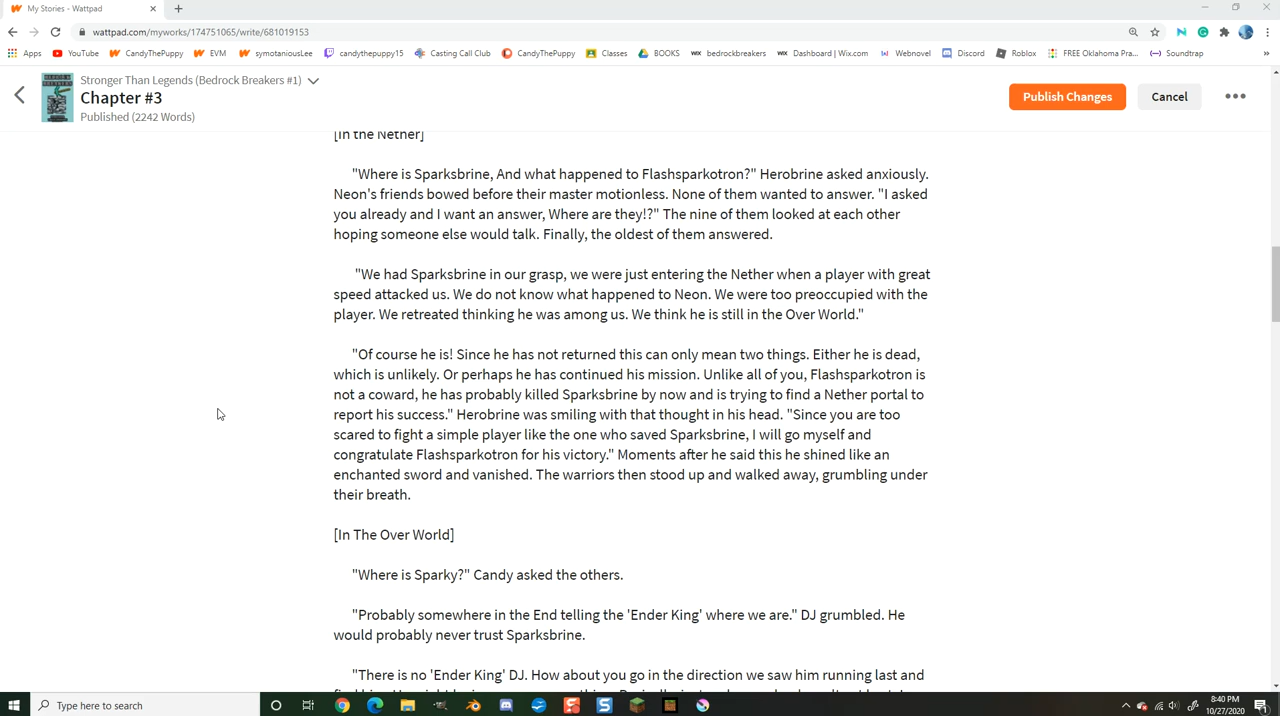 My Stories - Wattpad
wattpad.com/myworks/174751065/write/681019153
Apps YouTube CandyThePuppy EVM symotaniousLee candythepuppy15 Casting Call Club CandyThePuppy Classes BOOKS bedrockbreakers Dashboard | Wix.com Webnovel Discord Roblox FREE Oklahoma Pra... Soundtrap
Stronger Than Legends (Bedrock Breakers #1)
Chapter #3
Published (2242 Words)
Publish Changes
Cancel
[In the Nether]
"Where is Sparksbrine, And what happened to Flashsparkotron?" Herobrine asked anxiously.
Neon's friends bowed before their master motionless. None of them wanted to answer. "I asked
you already and I want an answer, Where are they!?" The nine of them looked at each other
hoping someone else would talk. Finally, the oldest of them answered.
"We had Sparksbrine in our grasp, we were just entering the Nether when a player with great
speed attacked us. We do not know what happened to Neon. We were too preoccupied with the
player. We retreated thinking he was among us. We think he is still in the Over World."
"Of course he is! Since he has not returned this can only mean two things. Either he is dead,
which is unlikely. Or perhaps he has continued his mission. Unlike all of you, Flashsparkotron is
not a coward, he has probably killed Sparksbrine by now and is trying to find a Nether portal to
report his success." Herobrine was smiling with that thought in his head. "Since you are too
scared to fight a simple player like the one who saved Sparksbrine, I will go myself and
congratulate Flashsparkotron for his victory." Moments after he said this he shined like an
enchanted sword and vanished. The warriors then stood up and walked away, grumbling under
their breath.
[In The Over World]
"Where is Sparky?" Candy asked the others.
"Probably somewhere in the End telling the 'Ender King' where we are." DJ grumbled. He
would probably never trust Sparksbrine.
"There is no 'Ender King' DJ. How about you go in the direction we saw him running last and
Type here to search
8:40 PM
10/27/2020